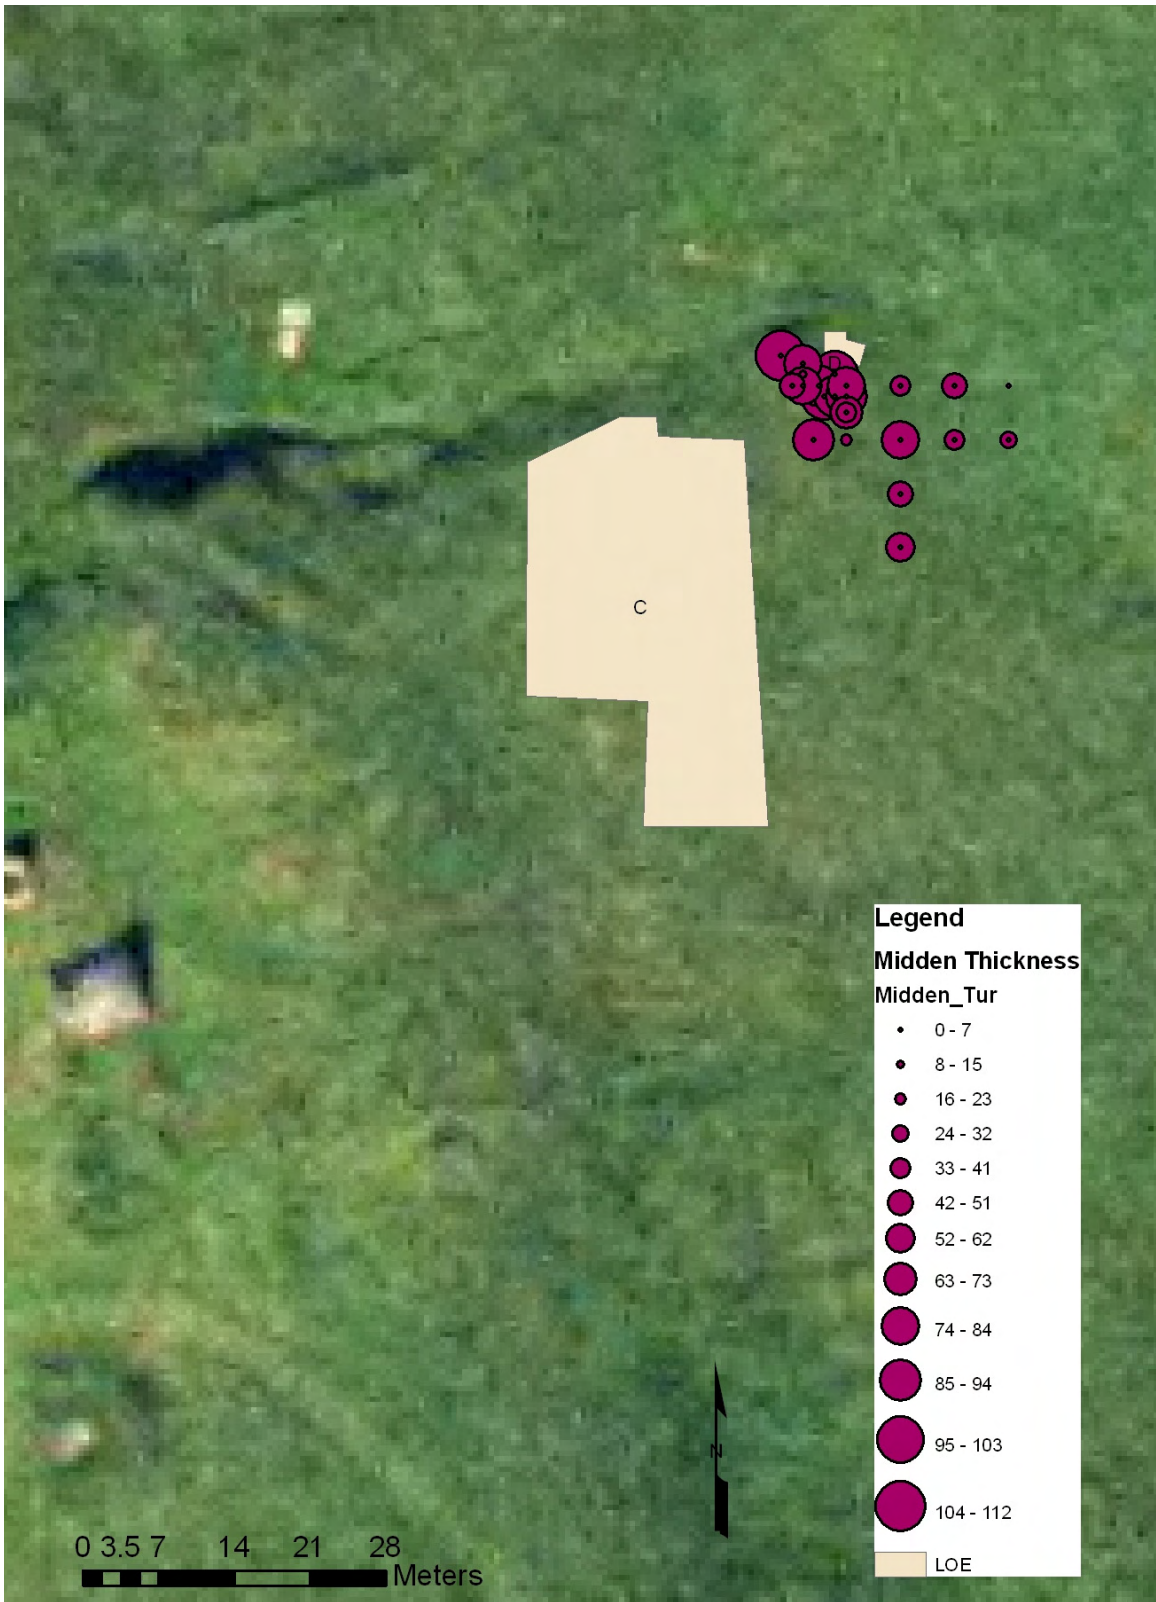 D
C
Legend
Midden Thickness
Midden_Tur
0 - 7
8 - 15
16 - 23
24 - 32
33 - 41
42 - 51
52 - 62
63 - 73
74 - 84
85 - 94
95 - 103
104 - 112
LOE
N
0 3.5 7 14 21 28
Meters